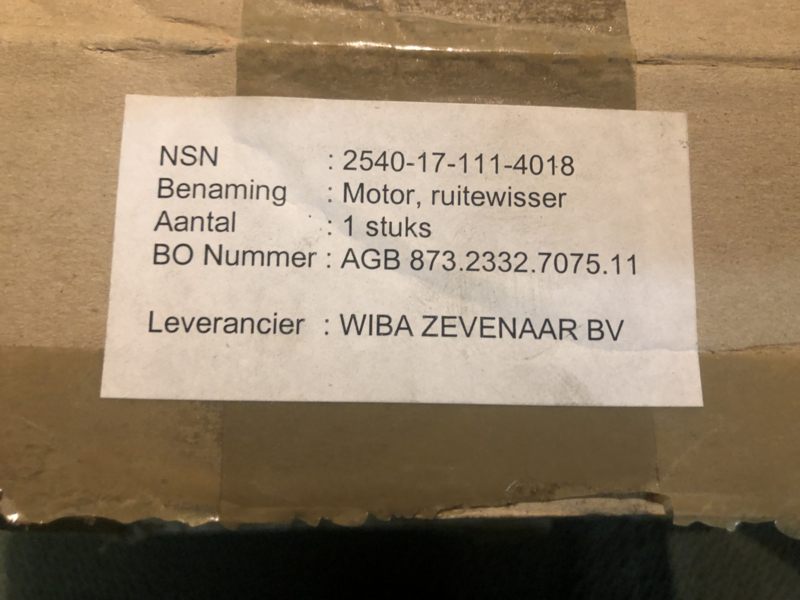 NSN : 2540-17-111-4018
Benaming : Motor, ruitewisser
Aantal : 1 stuks
BO Nummer : AGB 873.2332.7075.11
Leverancier : WIBA ZEVENAAR BV